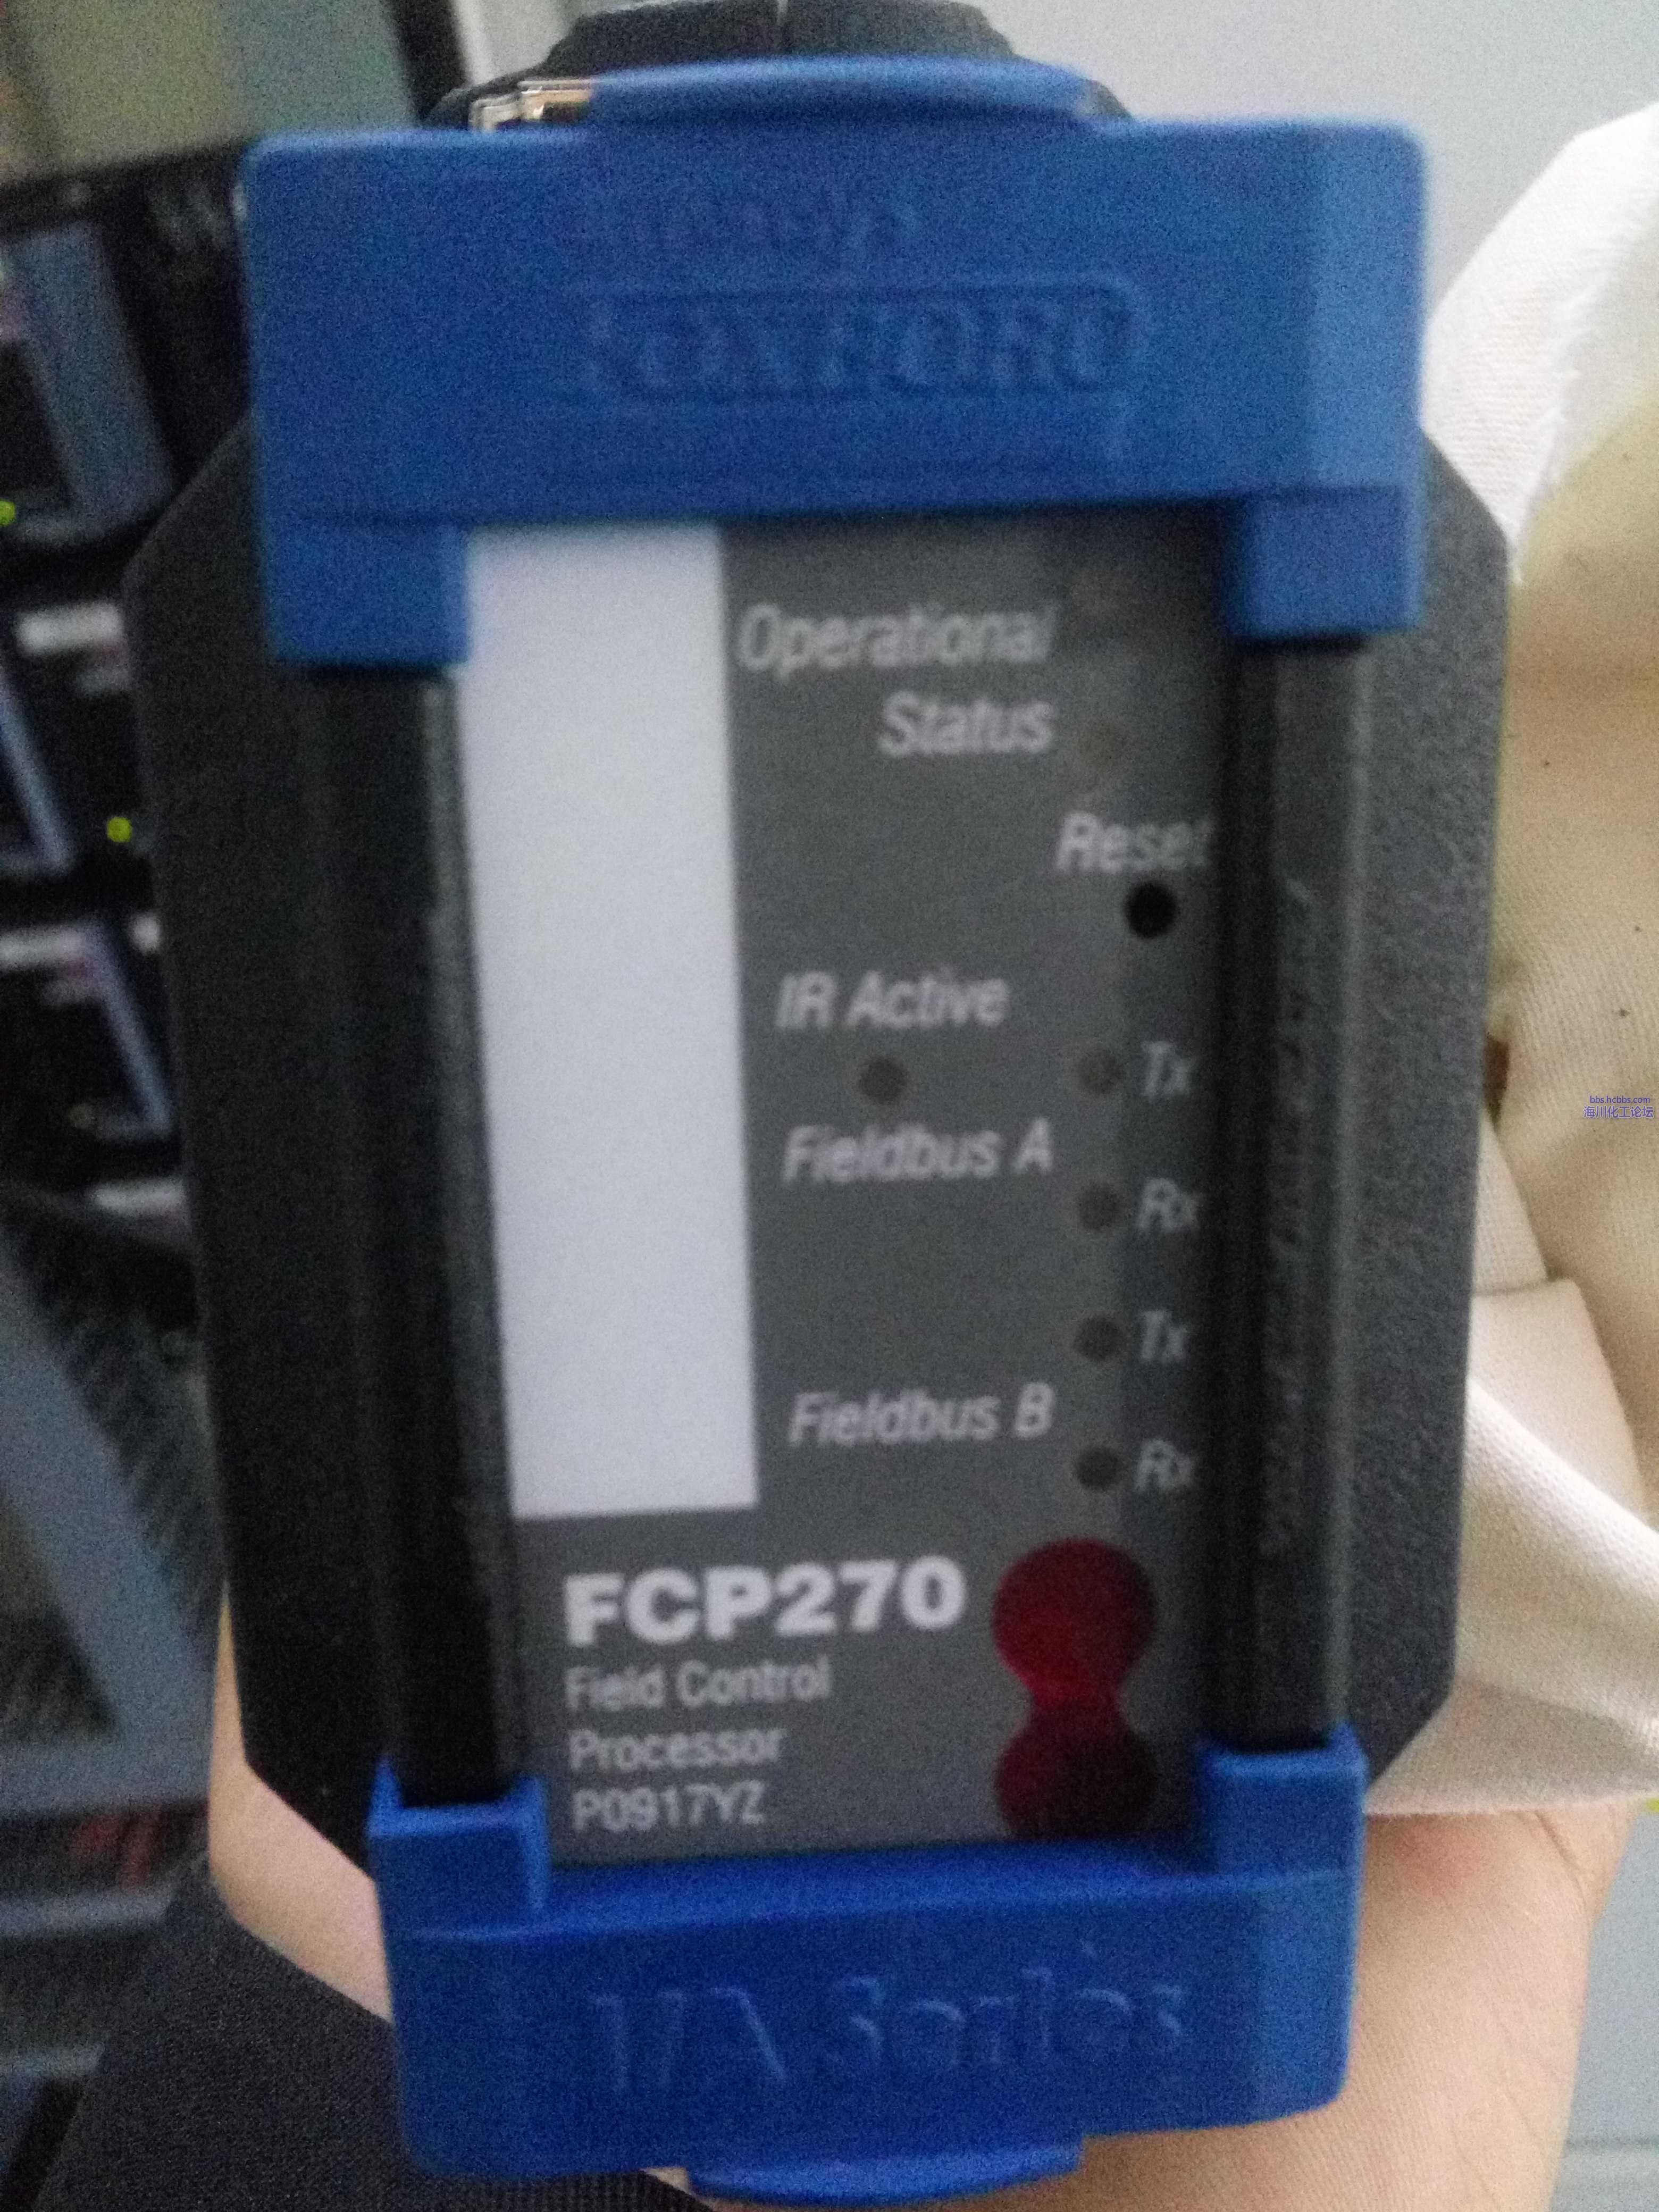 FOXBORO
Operational
Status
Reset
IR Active
Tx
Fieldbus A
Rx
Tx
Fieldbus B
Rx
FCP270
Field Control
Processor
P0917YZ
I/A Series
bbs.hcbbs.com
海川化工论坛